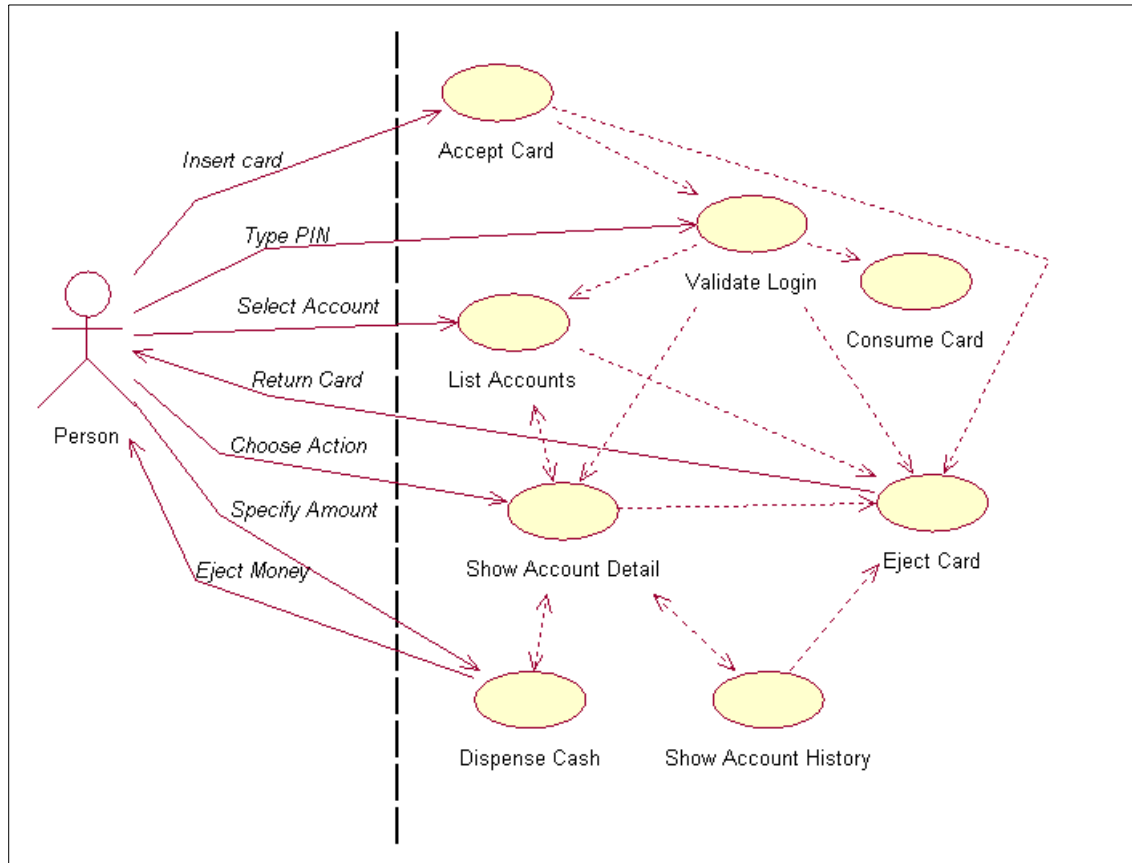 Accept Card
Insert card
Type PIN
Validate Login
Select Account
Consume Card
Return Card
List Accounts
Person
Choose Action
Specify Amount
Show Account Detail
Eject Card
Eject Money
Dispense Cash
Show Account History